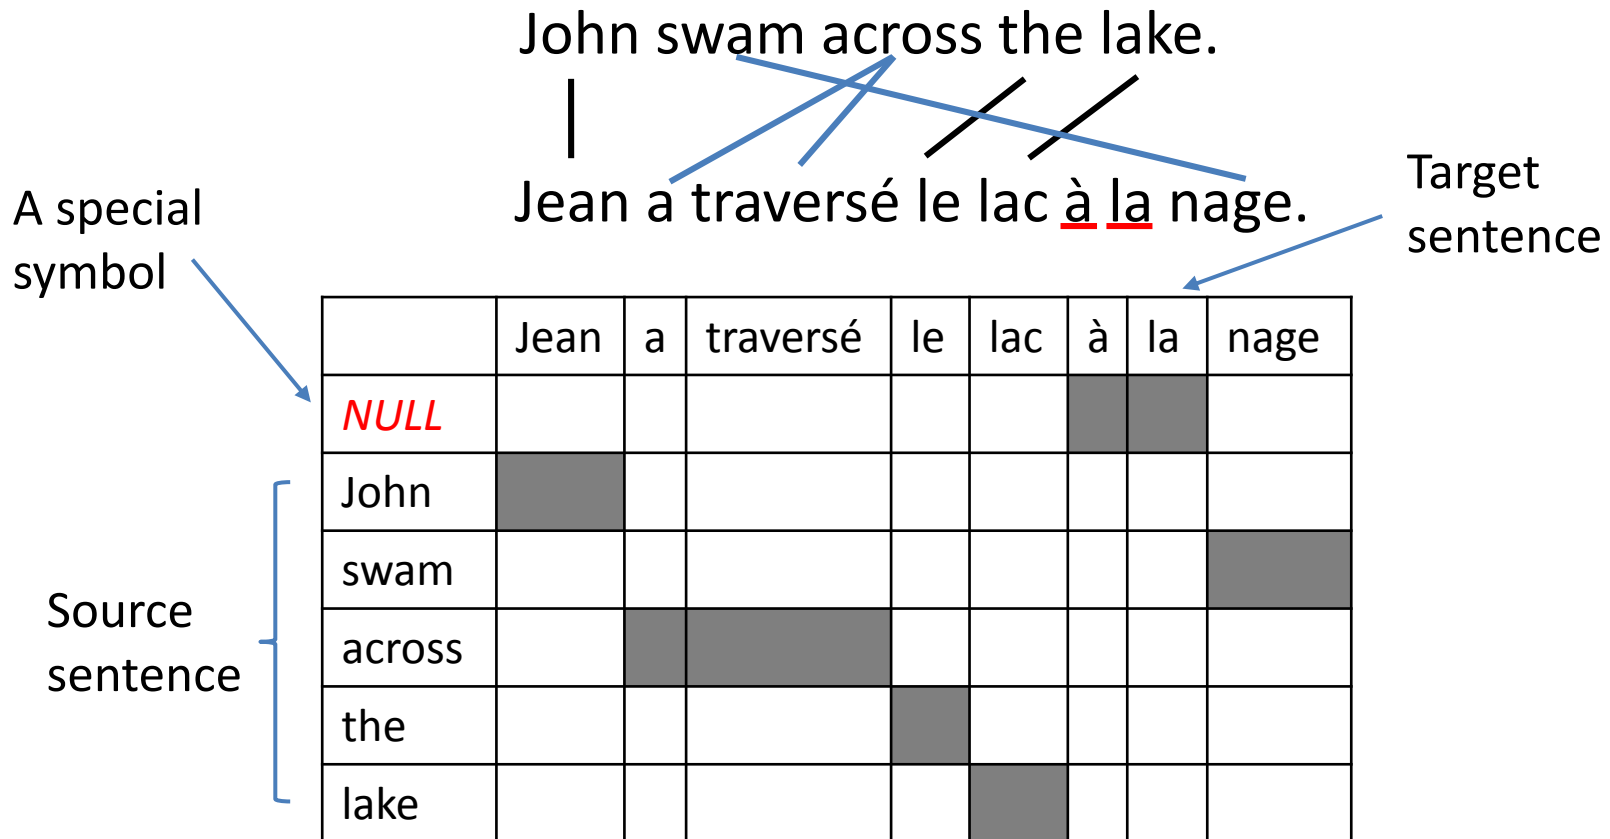 John swam across the lake.
Jean a traversé le lac à la nage.
A special
symbol
Target
sentence
Jean a traversé le lac à la nage
NULL
John
swam
across
the
lake
Source
sentence